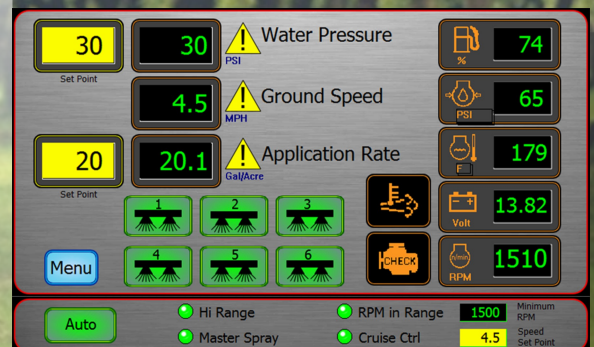 30 30 PSI Water Pressure % 74
Set Point
4.5 MPH Ground Speed PSI 65
20 20.1 Gal/Acre Application Rate F 179
Set Point
1 2 3
Volt 13.82
Menu 4 5 6 CHECK n/min RPM 1510
Auto Hi Range RPM in Range 1500 Minimum RPM
Master Spray Cruise Ctrl 4.5 Speed Set Point